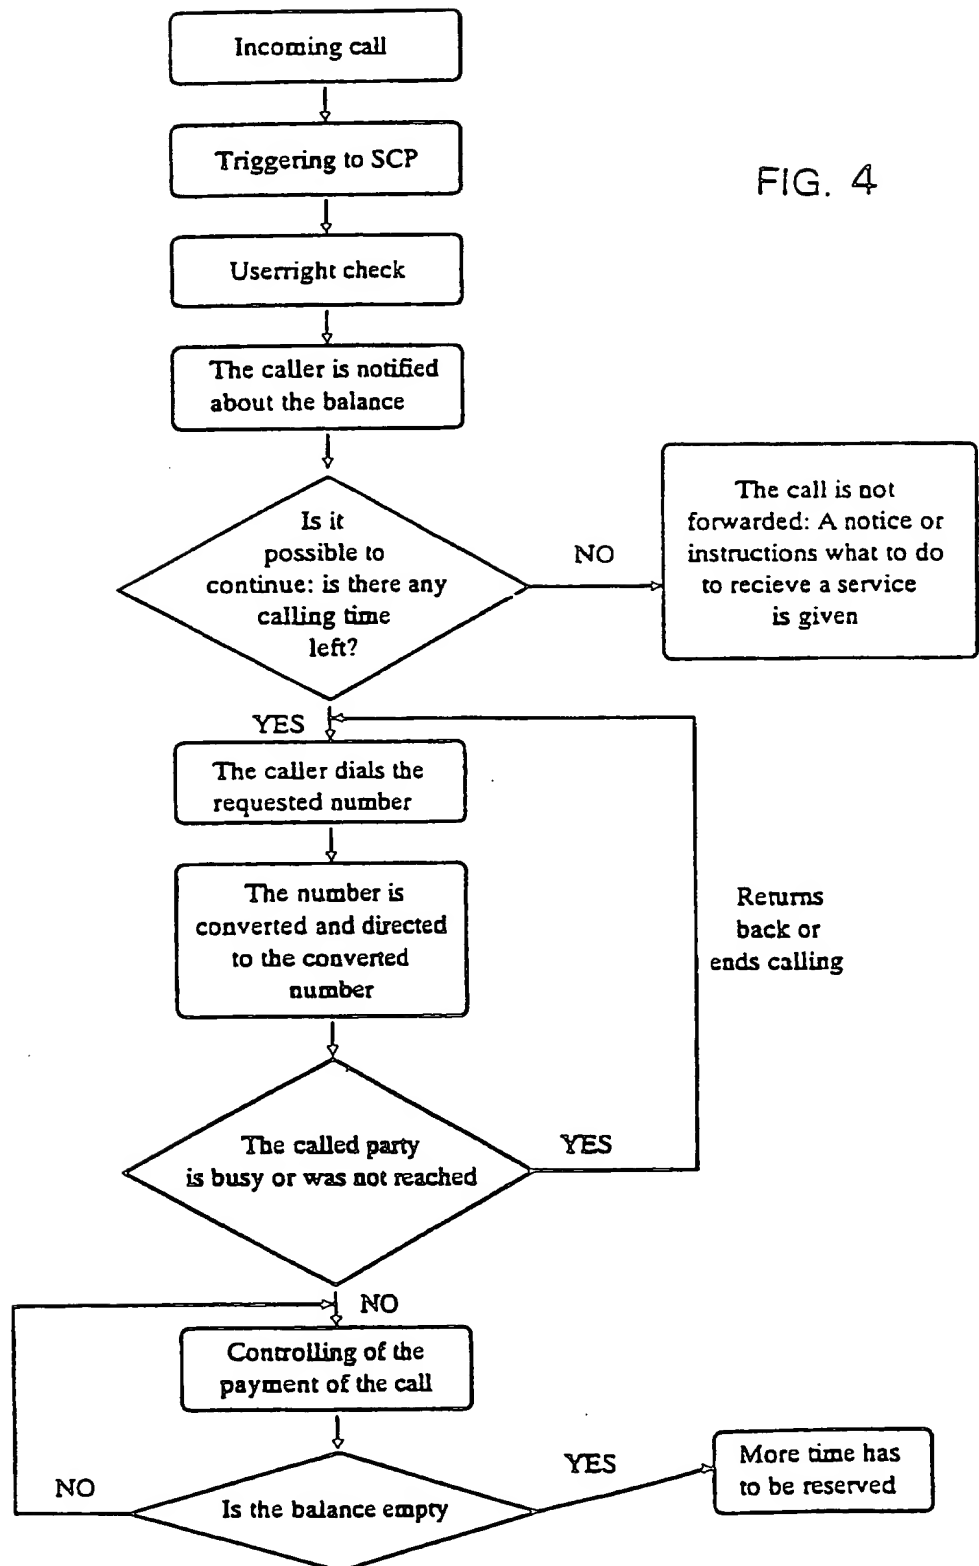 Incoming call
Triggering to SCP
FIG. 4
Userright check
The caller is notified
about the balance
Is it
possible to
continue: is there any
calling time
left?
NO
The call is not
forwarded: A notice or
instructions what to do
to recieve a service
is given
YES
The caller dials the
requested number
The number is
converted and directed
to the converted
number
Returns
back or
ends calling
The called party
is busy or was not reached
YES
NO
Controlling of the
payment of the call
Is the balance empty
NO
YES
More time has
to be reserved